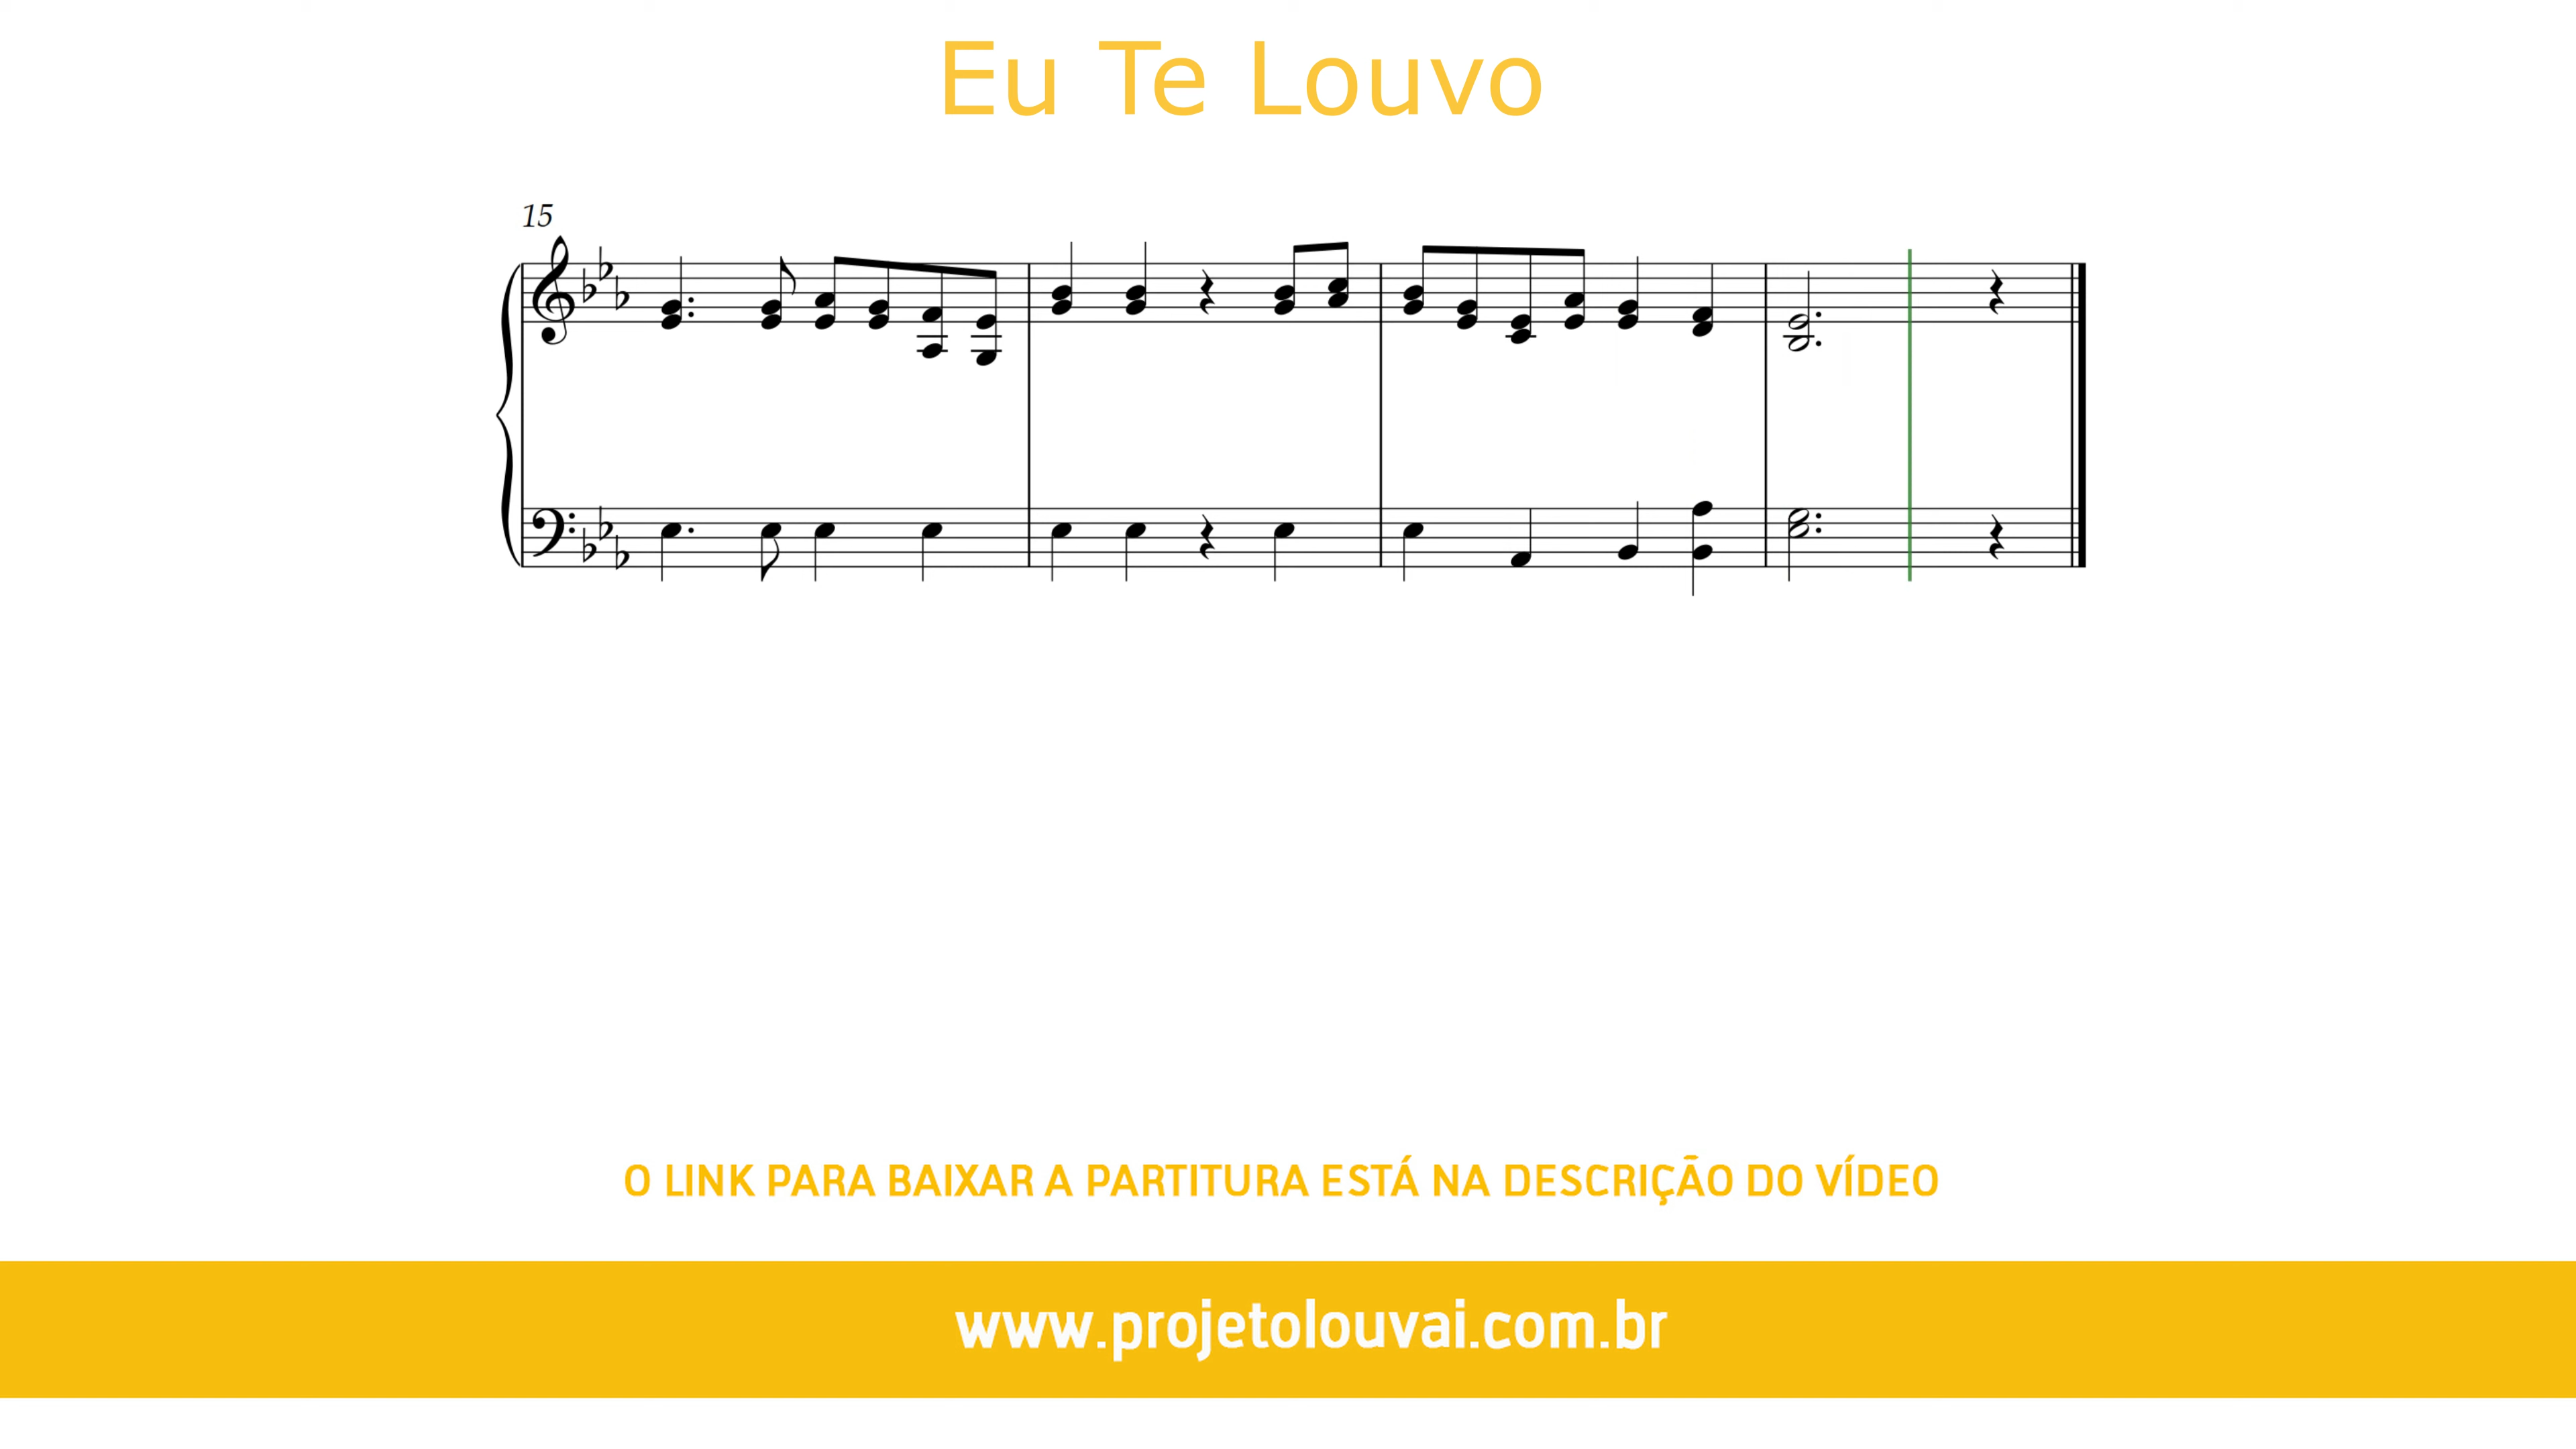 Eu Te Louvo
15
O LINK PARA BAIXAR A PARTITURA ESTÁ NA DESCRIÇÃO DO VÍDEO
www.projetolouvai.com.br